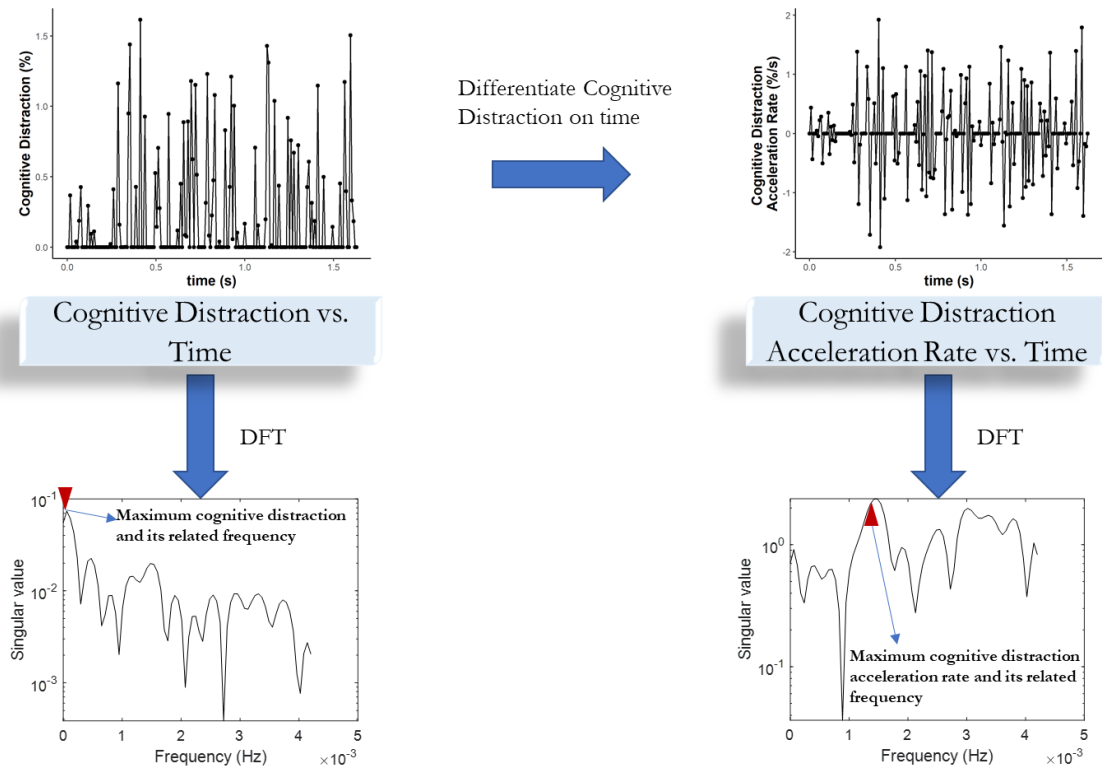 Cognitive Distraction (%)
1.5
1.0
0.5
0.0
0.0
0.5
1.0
1.5
time (s)
Differentiate Cognitive
Distraction on time
Cognitive Distraction
Acceleration Rate (%/s)
2
1
0
-1
-2
0.0
0.5
1.0
1.5
time (s)
Cognitive Distraction vs.
Time
Cognitive Distraction
Acceleration Rate vs. Time
DFT
DFT
Singular value
10⁻¹
10⁻²
10⁻³
Maximum cognitive distraction
and its related frequency
0
1
2
3
4
5
Frequency (Hz)
×10⁻³
Singular value
10⁰
10⁻¹
Maximum cognitive distraction
acceleration rate and its related
frequency
0
1
2
3
4
5
Frequency (Hz)
×10⁻³